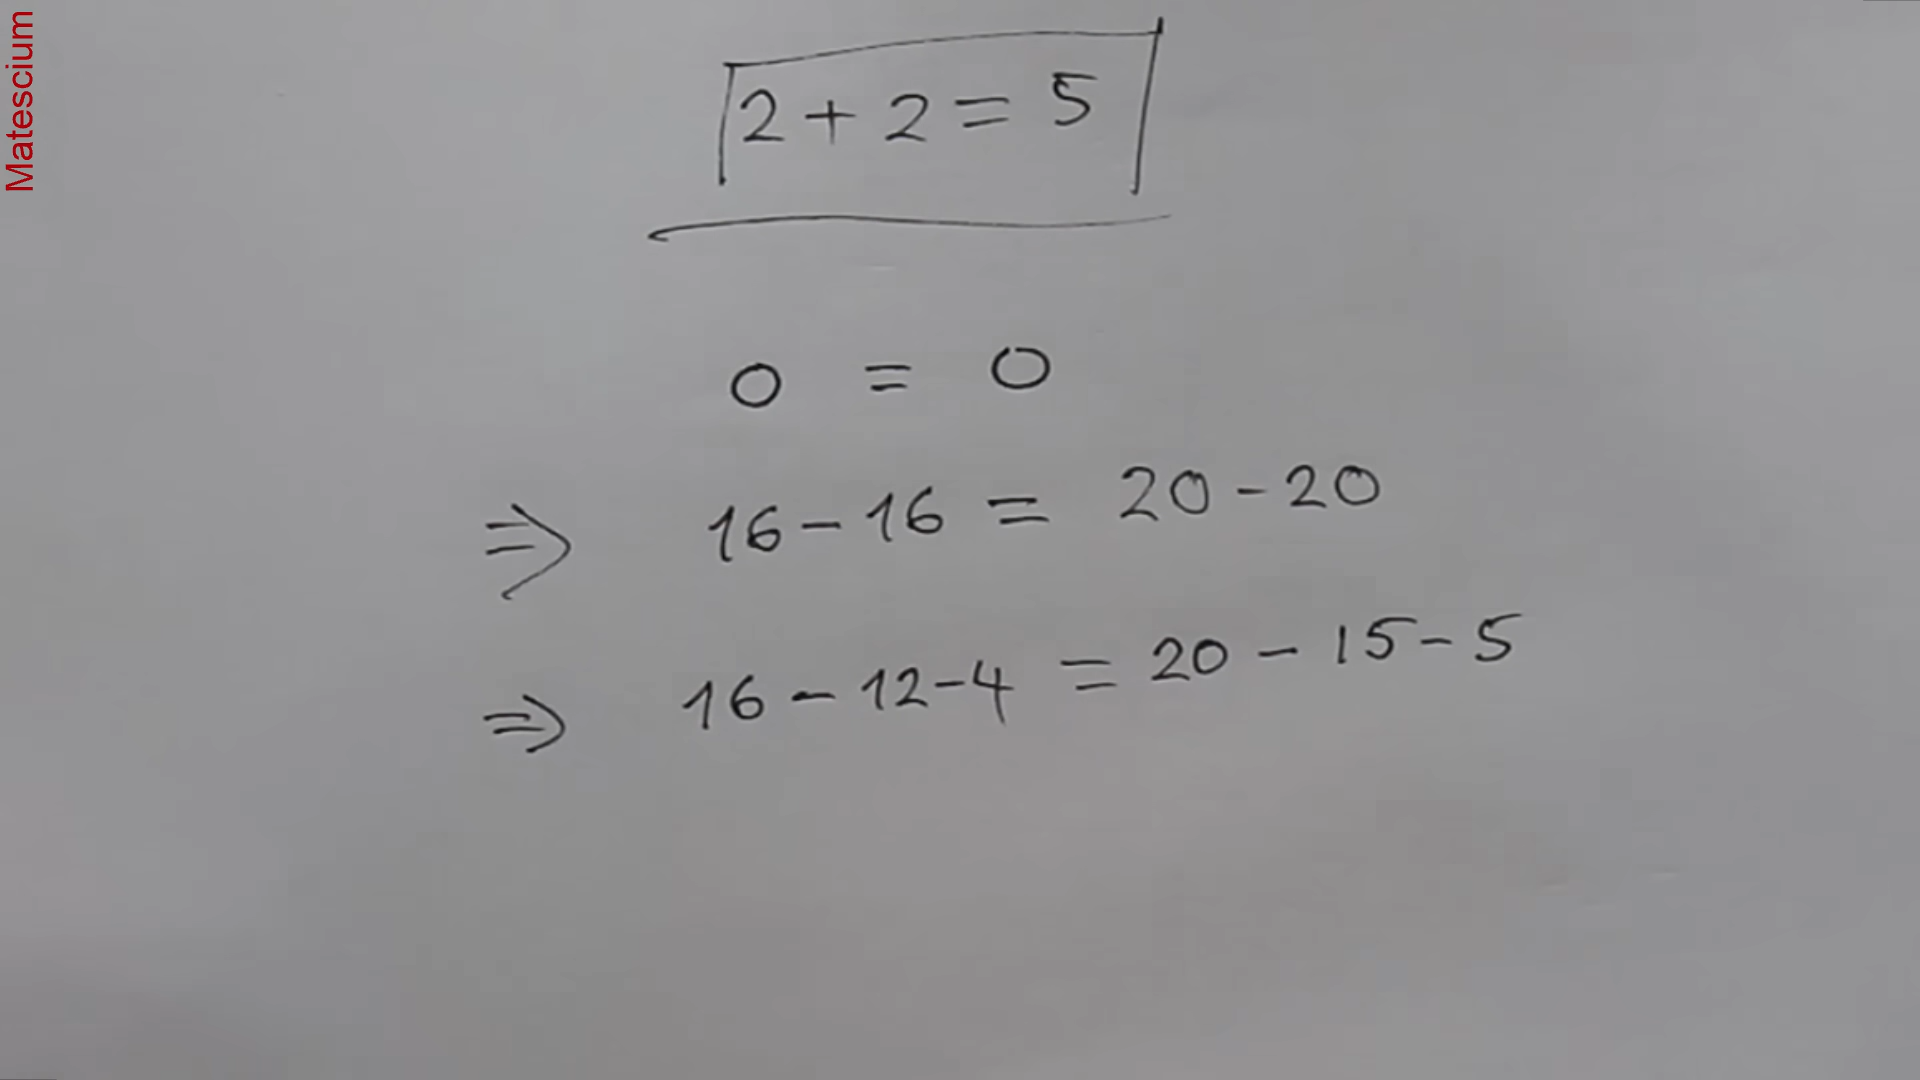 Matescium
2 + 2 = 5
0 = 0
⇒ 16 - 16 = 20 - 20
⇒ 16 - 12 - 4 = 20 - 15 - 5